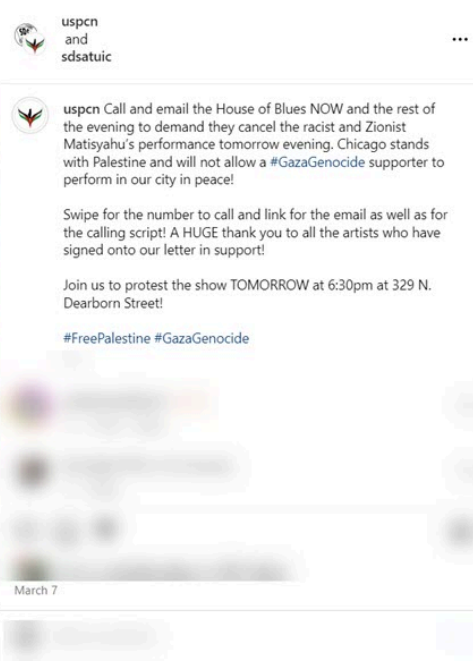 uspcn
and
sdsatuic
uspcn Call and email the House of Blues NOW and the rest of
the evening to demand they cancel the racist and Zionist
Matisyahu's performance tomorrow evening. Chicago stands
with Palestine and will not allow a #GazaGenocide supporter to
perform in our city in peace!
Swipe for the number to call and link for the email as well as for
the calling script! A HUGE thank you to all the artists who have
signed onto our letter in support!
Join us to protest the show TOMORROW at 6:30pm at 329 N.
Dearborn Street!
#FreePalestine #GazaGenocide
March 7